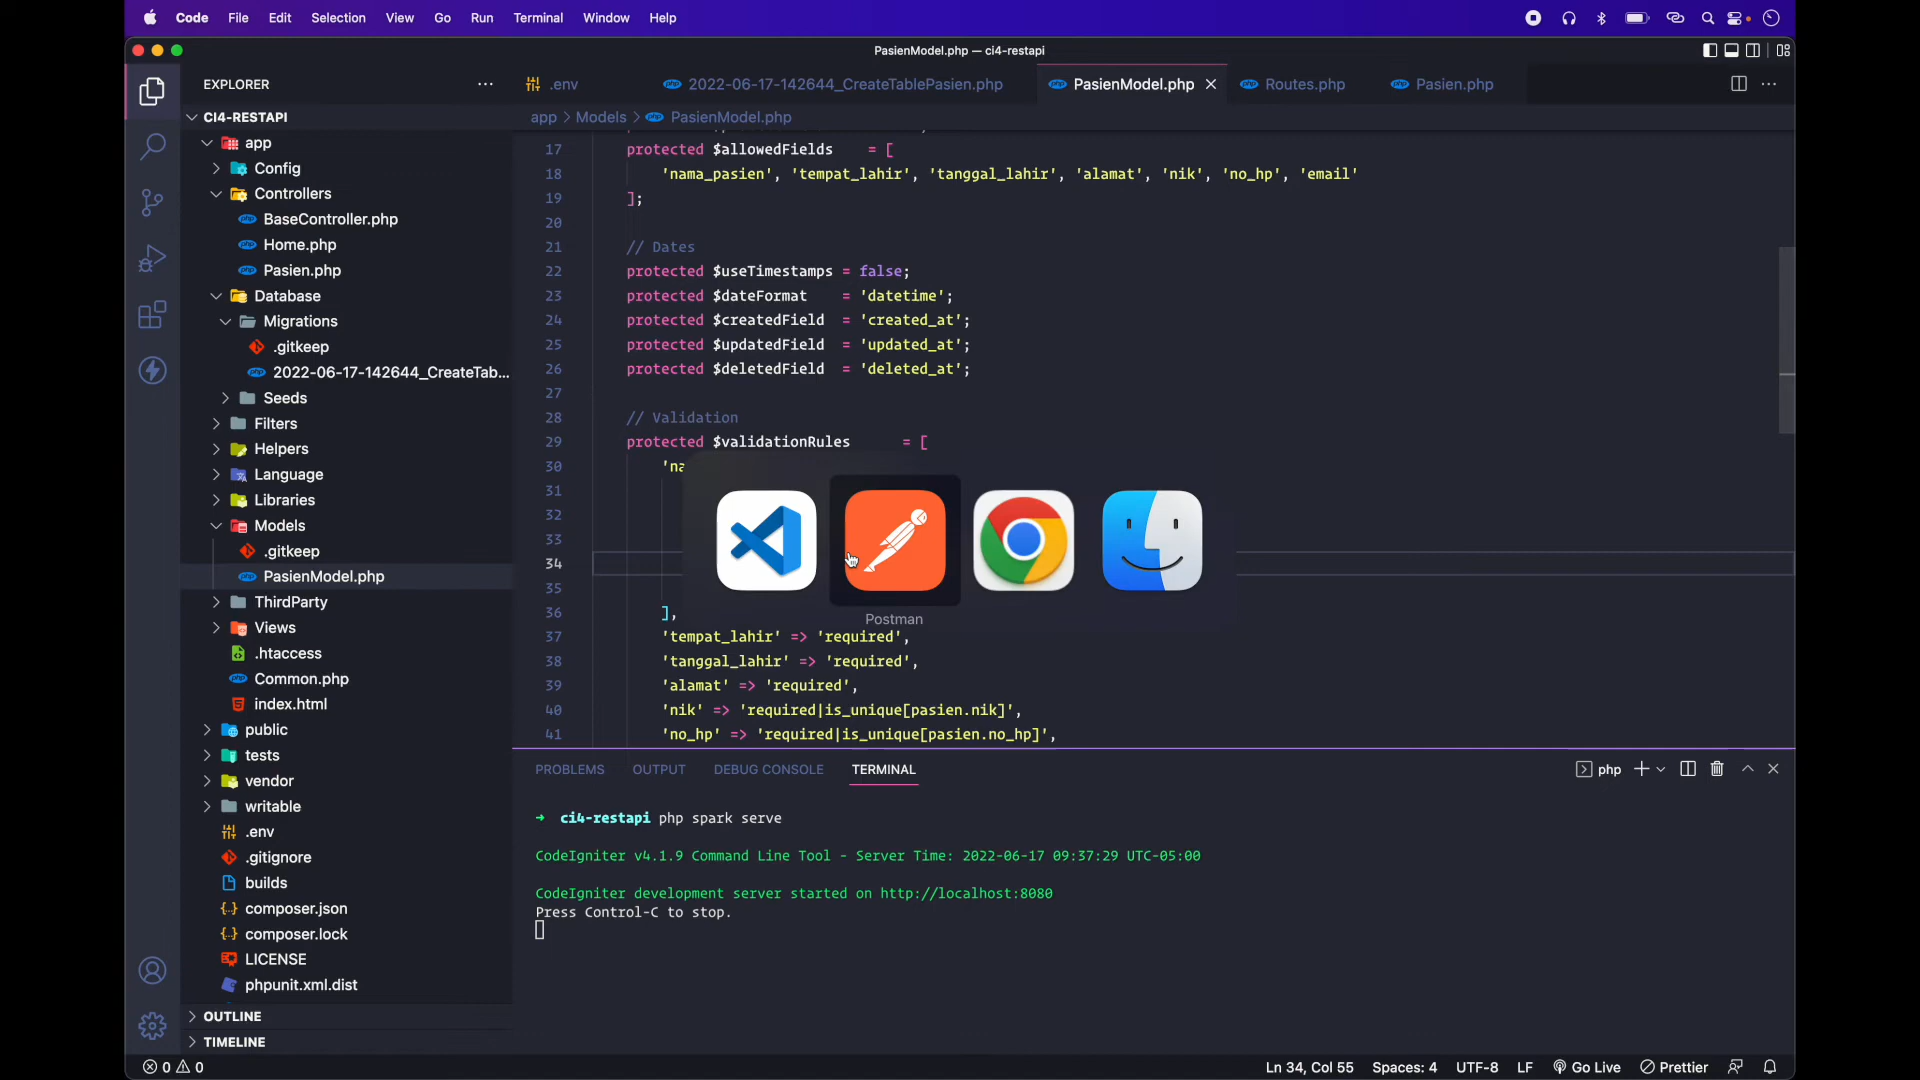 Code File Edit Selection View Go Run Terminal Window Help
PasienModel.php — ci4-restapi
EXPLORER
.env
2022-06-17-142644_CreateTablePasien.php
PasienModel.php
Routes.php
Pasien.php
app > Models > PasienModel.php
CI4-RESTAPI
app
Config
Controllers
BaseController.php
Home.php
Pasien.php
Database
Migrations
.gitkeep
2022-06-17-142644_CreateTab...
Seeds
Filters
Helpers
Language
Libraries
Models
.gitkeep
PasienModel.php
ThirdParty
Views
.htaccess
Common.php
index.html
public
tests
vendor
writable
.env
.gitignore
builds
composer.json
composer.lock
LICENSE
phpunit.xml.dist
OUTLINE
TIMELINE
17 protected $allowedFields = [
18 'nama_pasien', 'tempat_lahir', 'tanggal_lahir', 'alamat', 'nik', 'no_hp', 'email'
19 ];
20
21 // Dates
22 protected $useTimestamps = false;
23 protected $dateFormat = 'datetime';
24 protected $createdField = 'created_at';
25 protected $updatedField = 'updated_at';
26 protected $deletedField = 'deleted_at';
27
28 // Validation
29 protected $validationRules = [
30 'na
31
32
33
34
35
36 ],
37 'tempat_lahir' => 'required',
38 'tanggal_lahir' => 'required',
39 'alamat' => 'required',
40 'nik' => 'required|is_unique[pasien.nik]',
41 'no_hp' => 'required|is_unique[pasien.no_hp]',
Postman
PROBLEMS OUTPUT DEBUG CONSOLE TERMINAL
php
➜ ci4-restapi php spark serve
CodeIgniter v4.1.9 Command Line Tool - Server Time: 2022-06-17 09:37:29 UTC-05:00
CodeIgniter development server started on http://localhost:8080
Press Control-C to stop.
0 0
Ln 34, Col 55 Spaces: 4 UTF-8 LF Go Live Prettier